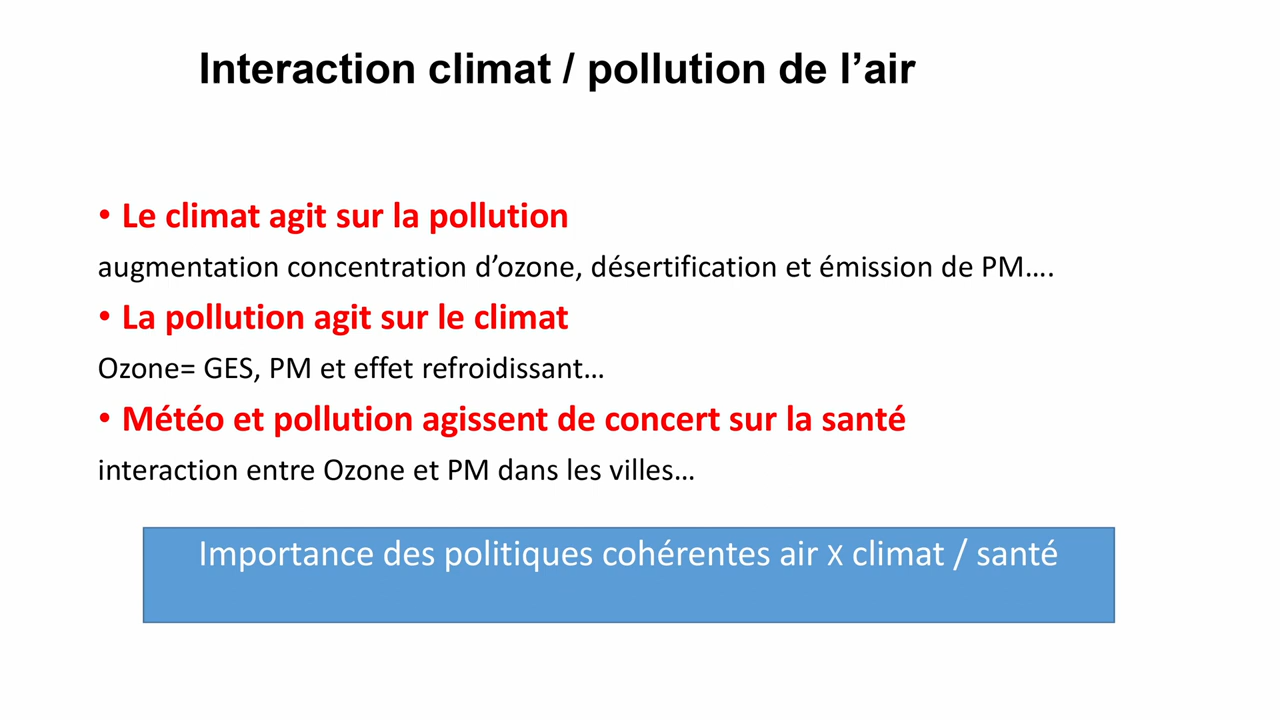 Interaction climat / pollution de l’air
• Le climat agit sur la pollution
augmentation concentration d’ozone, désertification et émission de PM….
• La pollution agit sur le climat
Ozone= GES, PM et effet refroidissant…
• Météo et pollution agissent de concert sur la santé
interaction entre Ozone et PM dans les villes…
Importance des politiques cohérentes air X climat / santé